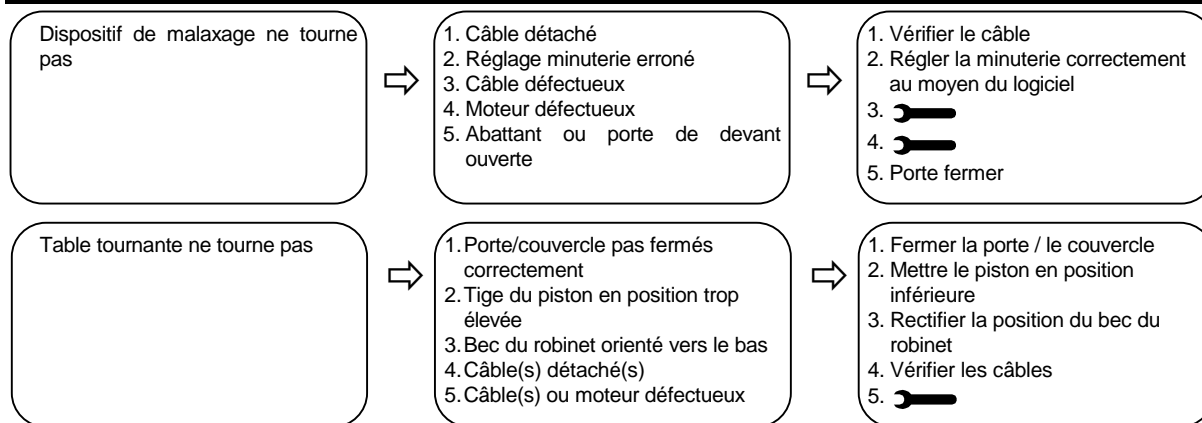 Dispositif de malaxage ne tourne
pas
1. Câble détaché
2. Réglage minuterie erroné
3. Câble défectueux
4. Moteur défectueux
5. Abattant ou porte de devant
ouverte
1. Vérifier le câble
2. Régler la minuterie correctement
au moyen du logiciel
3.
4.
5. Porte fermer
Table tournante ne tourne pas
1. Porte/couvercle pas fermés
correctement
2. Tige du piston en position trop
élevée
3. Bec du robinet orienté vers le bas
4. Câble(s) détaché(s)
5. Câble(s) ou moteur défectueux
1. Fermer la porte / le couvercle
2. Mettre le piston en position
inférieure
3. Rectifier la position du bec du
robinet
4. Vérifier les câbles
5.